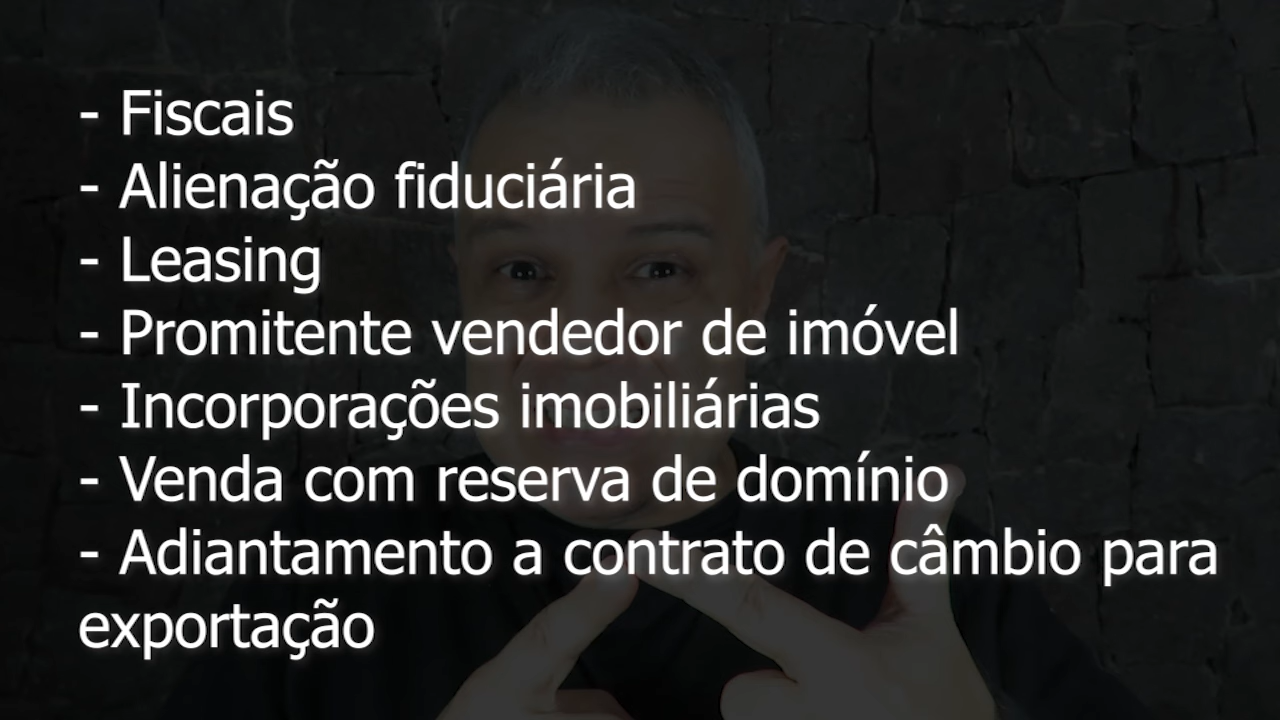 - Fiscais
- Alienação fiduciária
- Leasing
- Promitente vendedor de imóvel
- Incorporações imobiliárias
- Venda com reserva de domínio
- Adiantamento a contrato de câmbio para
exportação